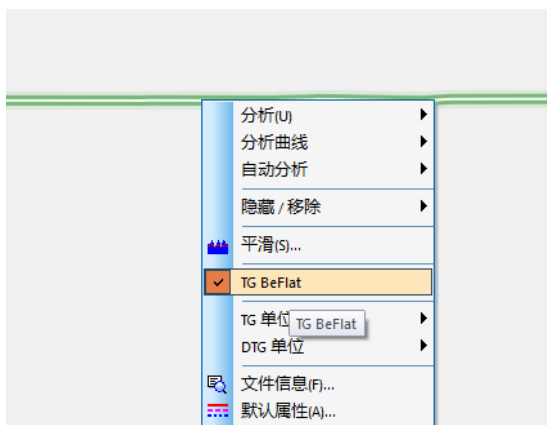 分析(U)
分析曲线
自动分析
隐藏 / 移除
平滑(S)...
TG BeFlat
TG 单位
TG BeFlat
DTG 单位
文件信息(F)...
默认属性(A)...